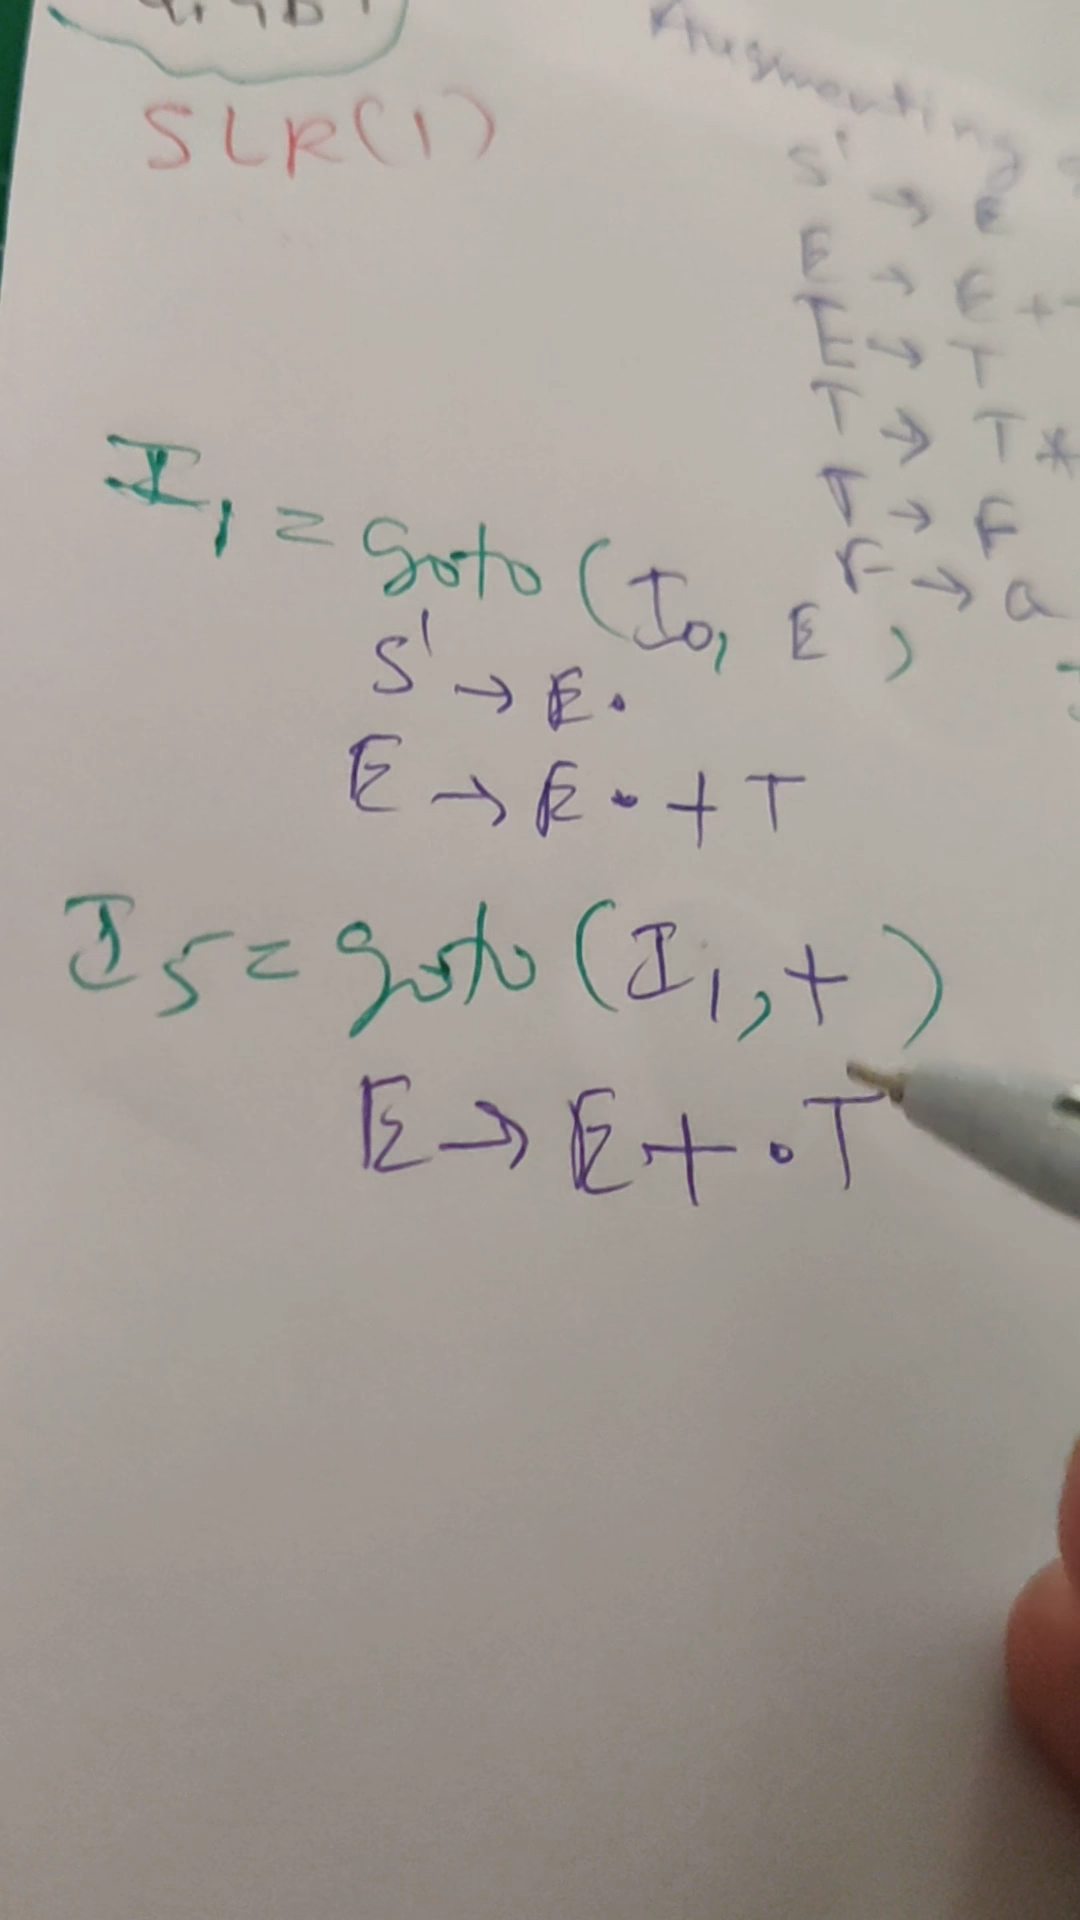 SLR(1)
Augmenting
S' → E
E → E +
E → T
T → T *
T → F
F → a
I₁ = goto (I₀, E )
S' → E .
E → E . + T
I₅ = goto (I₁, + )
E → E + . T